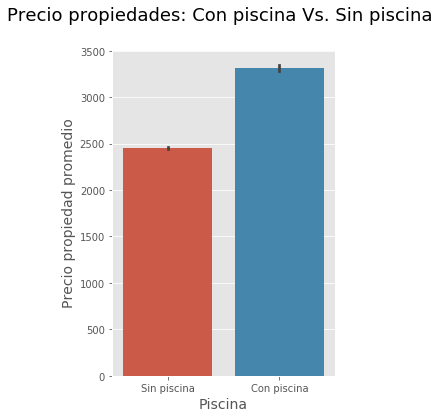 Precio propiedades: Con piscina Vs. Sin piscina
3500
3000
2500
2000
1500
1000
500
0
Precio propiedad promedio
Sin piscina
Con piscina
Piscina